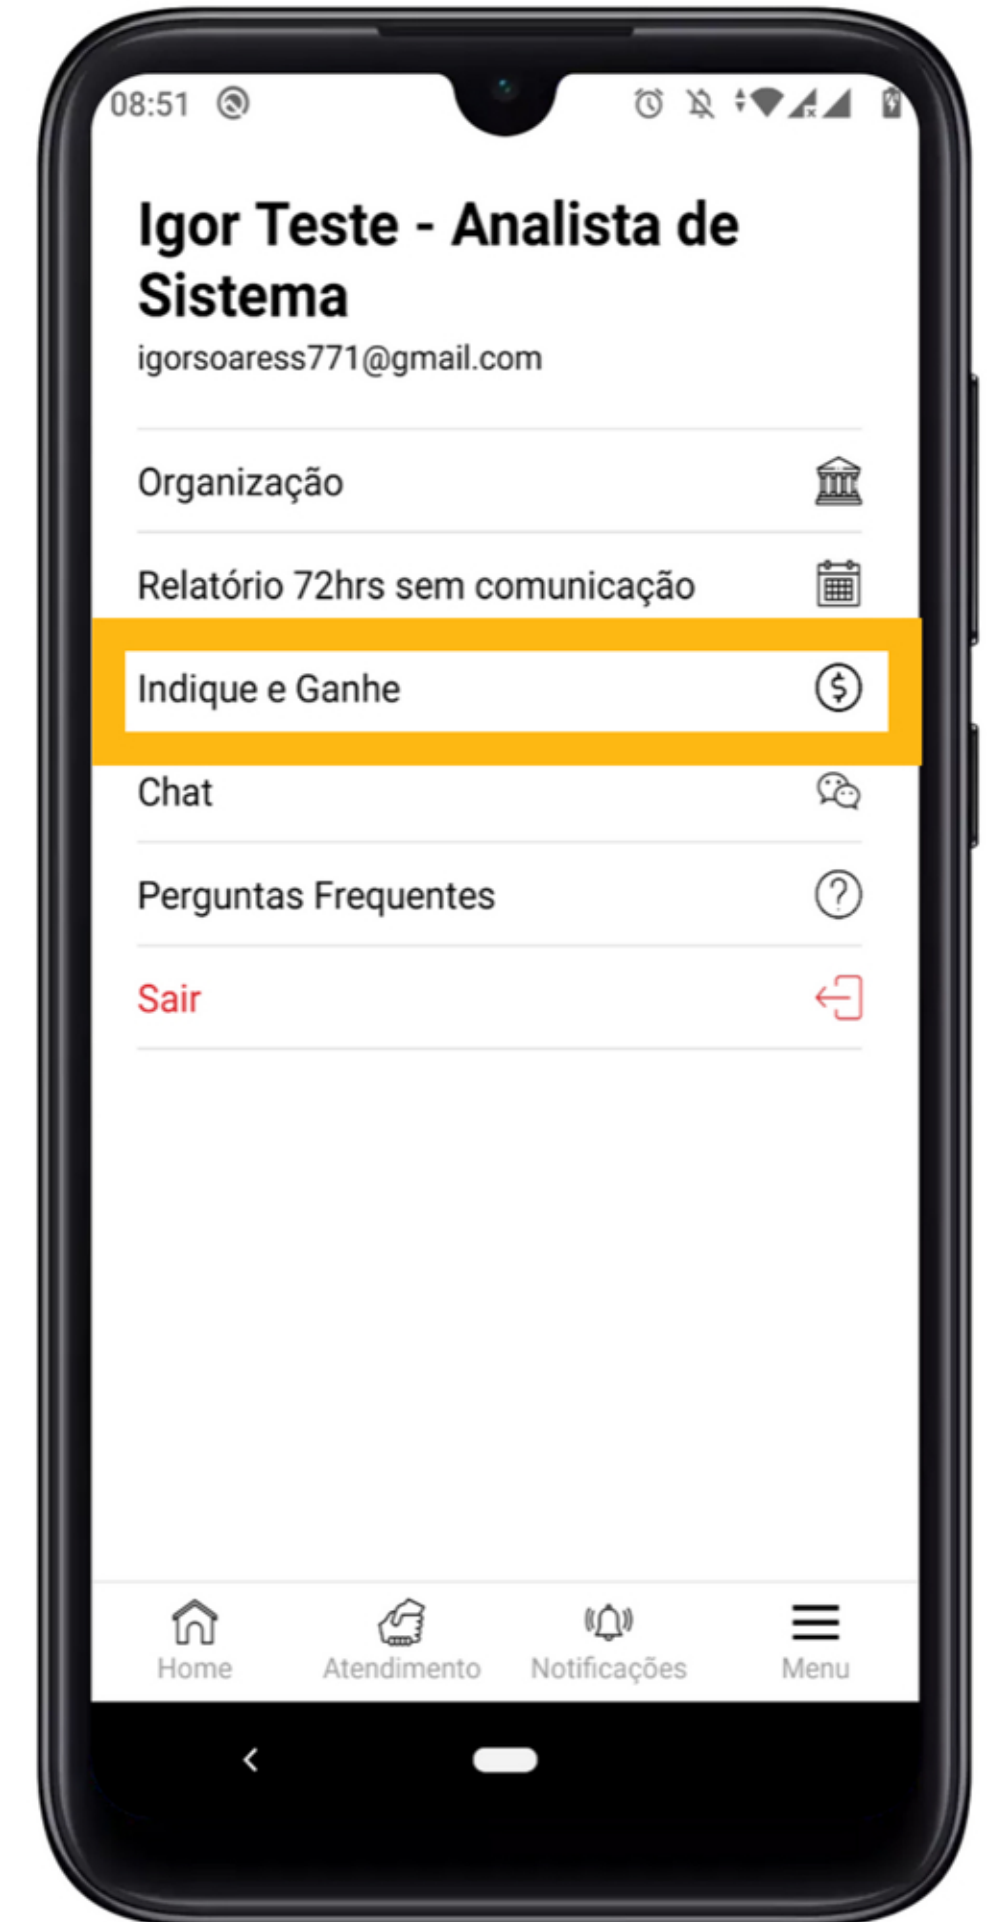 08:51
Igor Teste - Analista de
Sistema
igorsoaress771@gmail.com
Organização
Relatório 72hrs sem comunicação
Indique e Ganhe
Chat
Perguntas Frequentes
Sair
Home Atendimento Notificações Menu